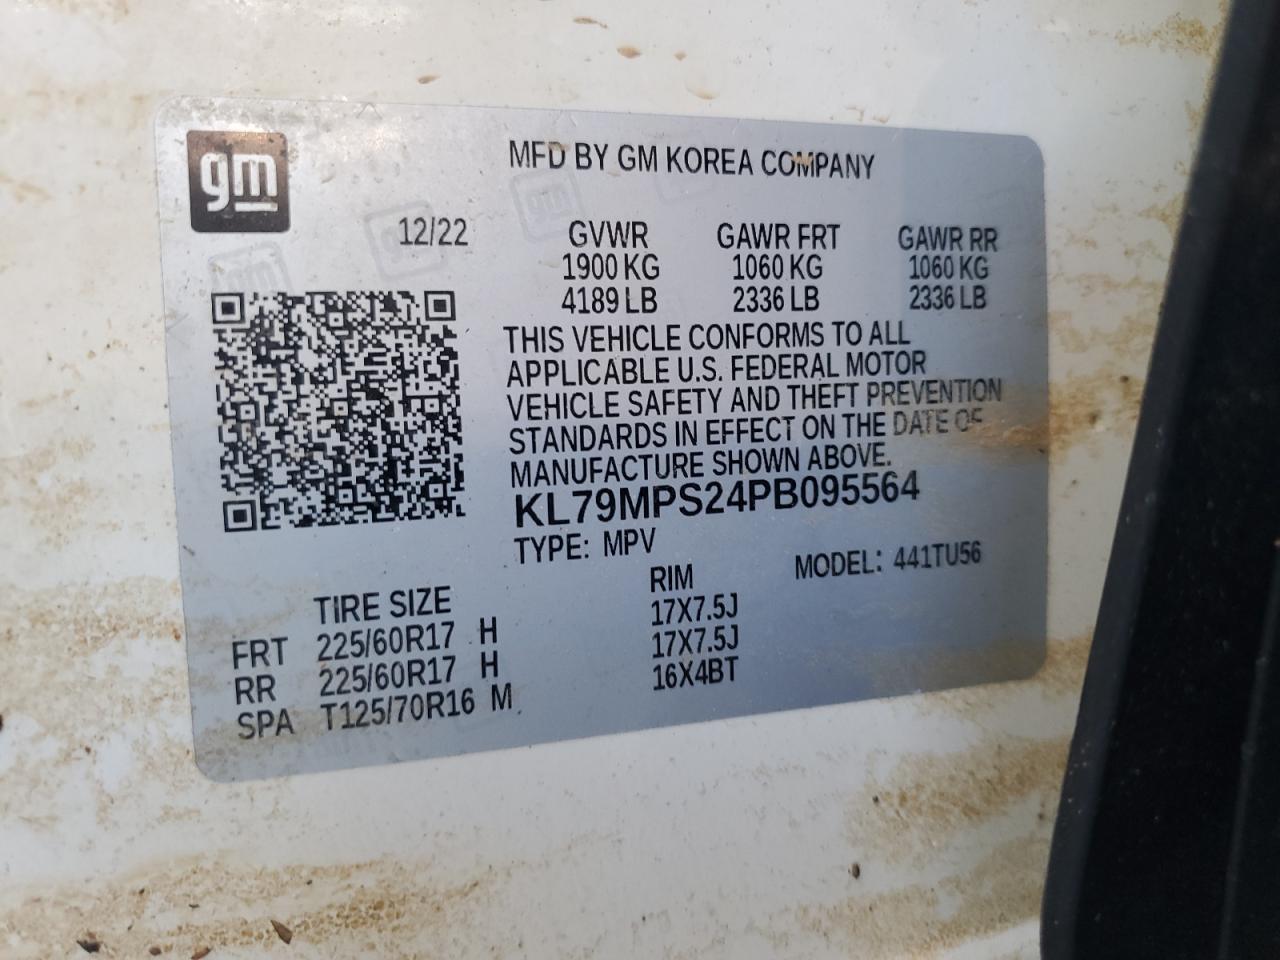 gm
MFD BY GM KOREA COMPANY
12/22 GVWR GAWR FRT GAWR RR
1900 KG 1060 KG 1060 KG
4189 LB 2336 LB 2336 LB
THIS VEHICLE CONFORMS TO ALL
APPLICABLE U.S. FEDERAL MOTOR
VEHICLE SAFETY AND THEFT PREVENTION
STANDARDS IN EFFECT ON THE DATE OF
MANUFACTURE SHOWN ABOVE.
KL79MPS24PB095564
TYPE: MPV MODEL: 441TU56
TIRE SIZE RIM
FRT 225/60R17 H 17X7.5J
RR 225/60R17 H 17X7.5J
SPA T125/70R16 M 16X4BT